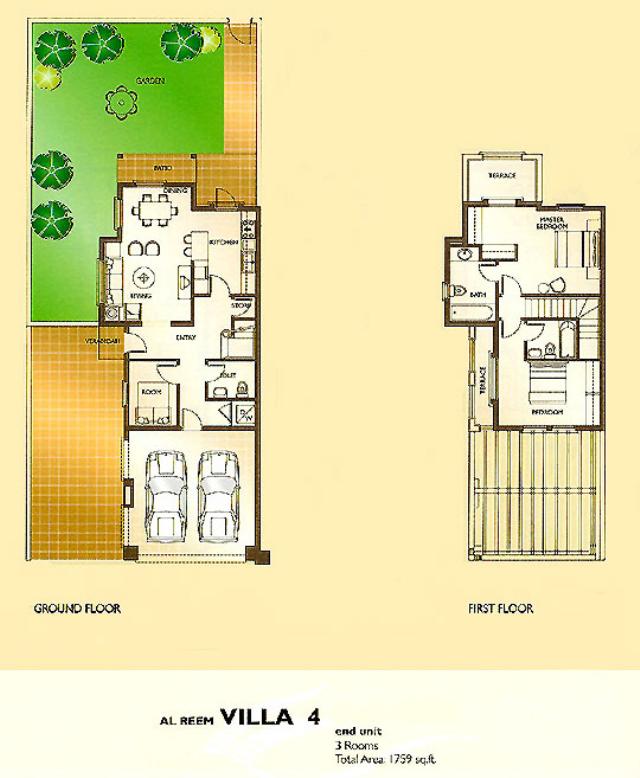 GARDEN
PATIO
DINING
KITCHEN
LIVING
STORE
VERANDAH
ENTRY
ROOM
TOILET
D/W
TERRACE
MASTER
BEDROOM
BATH
TERRACE
BEDROOM
GROUND FLOOR
FIRST FLOOR
AL REEM VILLA 4
end unit
3 Rooms
Total Area: 1759 sq.ft.